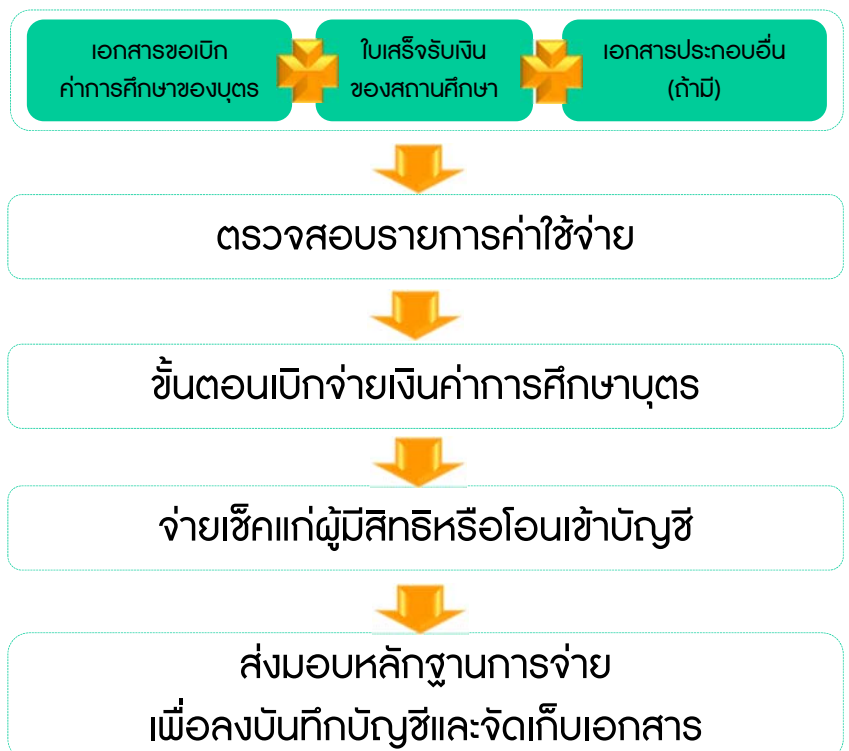 เอกสารขอเบิก
ค่าการศึกษาของบุตร
ใบเสร็จรับเงิน
ของสถานศึกษา
เอกสารประกอบอื่น
(ถ้ามี)
ตรวจสอบรายการค่าใช้จ่าย
ขั้นตอนเบิกจ่ายเงินค่าการศึกษาบุตร
จ่ายเช็คแก่ผู้มีสิทธิหรือโอนเข้าบัญชี
ส่งมอบหลักฐานการจ่าย
เพื่อลงบันทึกบัญชีและจัดเก็บเอกสาร